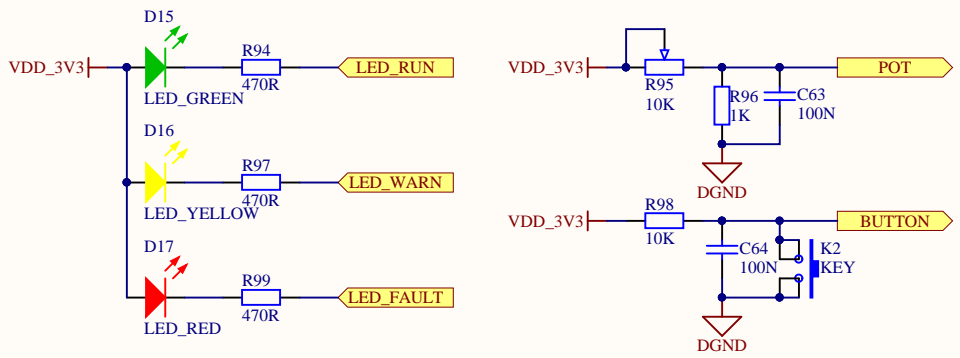 D15
VDD_3V3
R94
470R
LED_RUN
LED_GREEN
D16
R97
470R
LED_WARN
LED_YELLOW
D17
R99
470R
LED_FAULT
LED_RED
VDD_3V3
R95
10K
R96
1K
C63
100N
POT
DGND
VDD_3V3
R98
10K
BUTTON
C64
100N
K2
KEY
DGND